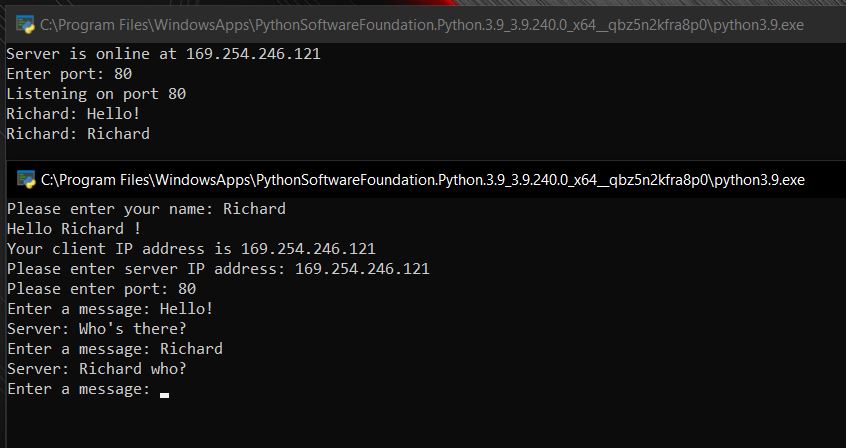 C:\Program Files\WindowsApps\PythonSoftwareFoundation.Python.3.9_3.9.240.0_x64__qbz5n2kfra8p0\python3.9.exe
Server is online at 169.254.246.121
Enter port: 80
Listening on port 80
Richard: Hello!
Richard: Richard
C:\Program Files\WindowsApps\PythonSoftwareFoundation.Python.3.9_3.9.240.0_x64__qbz5n2kfra8p0\python3.9.exe
Please enter your name: Richard
Hello Richard !
Your client IP address is 169.254.246.121
Please enter server IP address: 169.254.246.121
Please enter port: 80
Enter a message: Hello!
Server: Who's there?
Enter a message: Richard
Server: Richard who?
Enter a message: